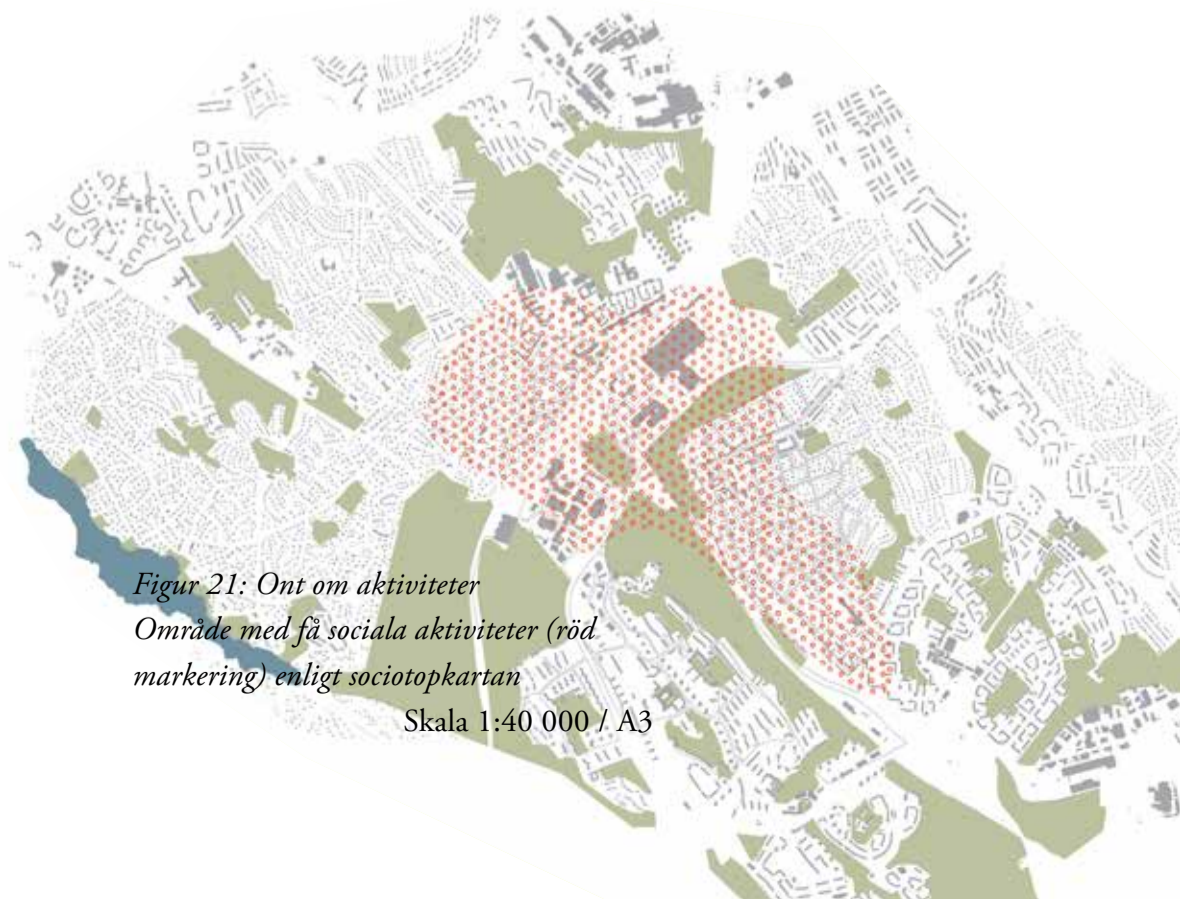 Figur 21: Ont om aktiviteter
Område med få sociala aktiviteter (röd
markering) enligt sociotopkartan
Skala 1:40 000 / A3